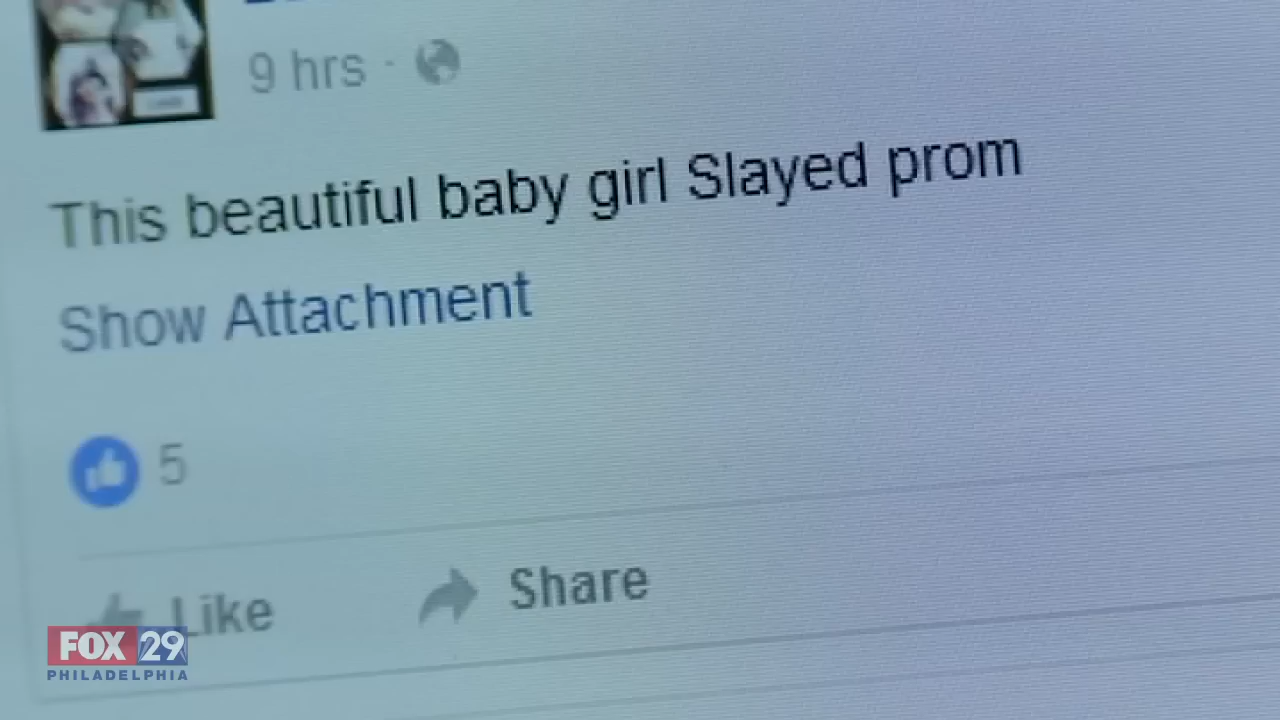 9 hrs ·
This beautiful baby girl Slayed prom
Show Attachment
5
Like
Share
FOX 29
PHILADELPHIA